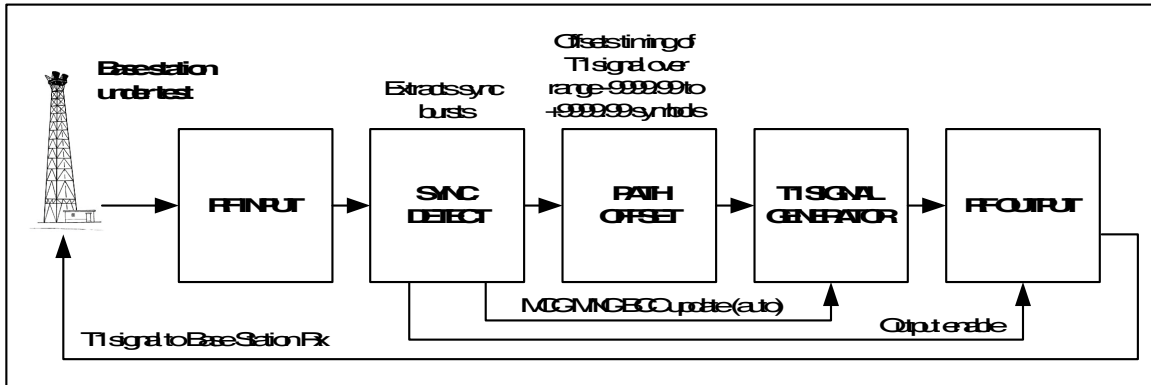 Base station
under test
Extracts sync
bursts
Offsets timing of
T1 signal over
range -9999.99 to
+9999.99 symbols
RF INPUT
SYNC
DETECT
PATH
OFFSET
T1 SIGNAL
GENERATOR
RF OUTPUT
MCC-MNC-BCC update (auto)
Output enable
T1 signal to Base Station Rx